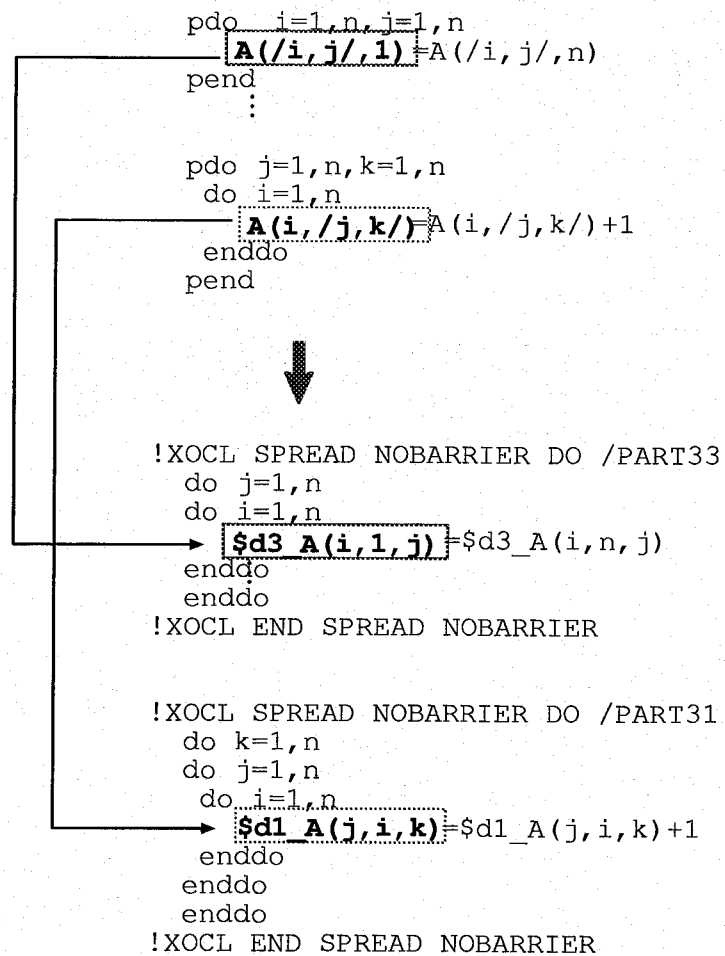 pdo i=1,n,j=1,n
A(/i,j/,1)=A(/i,j/,n)
pend
pdo j=1,n,k=1,n
do i=1,n
A(i,/j,k/)=A(i,/j,k/)+1
enddo
pend
!XOCL SPREAD NOBARRIER DO /PART33
do j=1,n
do i=1,n
$d3_A(i,1,j)=$d3_A(i,n,j)
enddo
enddo
!XOCL END SPREAD NOBARRIER
!XOCL SPREAD NOBARRIER DO /PART31
do k=1,n
do j=1,n
do i=1,n
$d1_A(j,i,k)=$d1_A(j,i,k)+1
enddo
enddo
enddo
!XOCL END SPREAD NOBARRIER